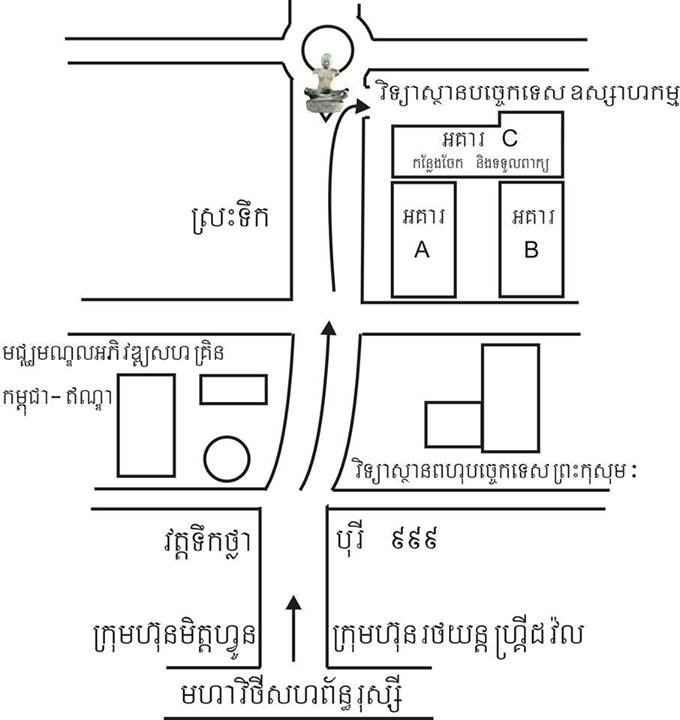 វិទ្យាស្ថានបច្ចេកទេស ឧស្សាហកម្ម
អគារ C
កន្លែងចែក និងទទួលពាក្យ
ស្រះទឹក
អគារ
A
អគារ
B
មជ្ឈមណ្ឌលអភិវឌ្ឍសហគ្រិន
កម្ពុជា - ឥណ្ឌា
វិទ្យាស្ថានពហុបច្ចេកទេស ព្រះកុសុមៈ
វត្តទឹកថ្លា
បុរី ៩៩៩
ក្រុមហ៊ុនមិត្តហ្វូន
ក្រុមហ៊ុនរថយន្តហ្គ្រីដវ៉ល
មហាវិថីសហព័ន្ធរុស្ស៊ី